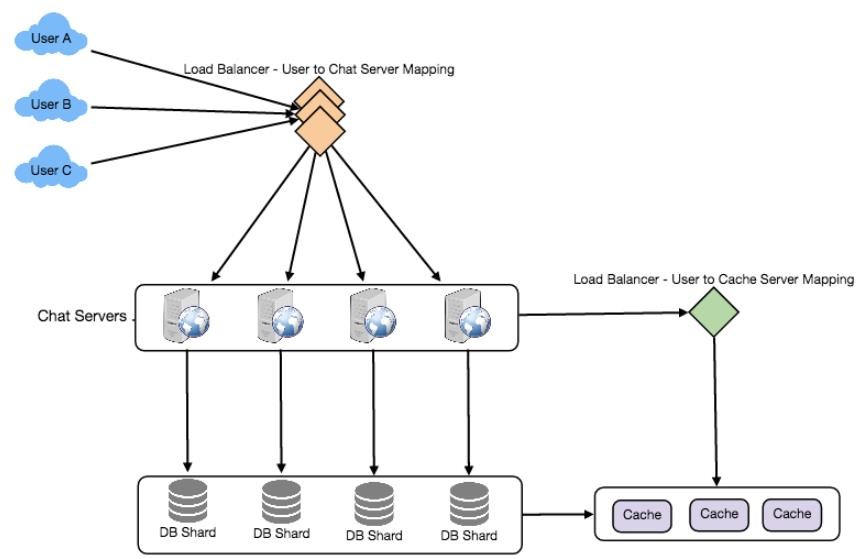 User A
Load Balancer - User to Chat Server Mapping
User B
User C
Load Balancer - User to Cache Server Mapping
Chat Servers
DB Shard
DB Shard
DB Shard
DB Shard
Cache
Cache
Cache